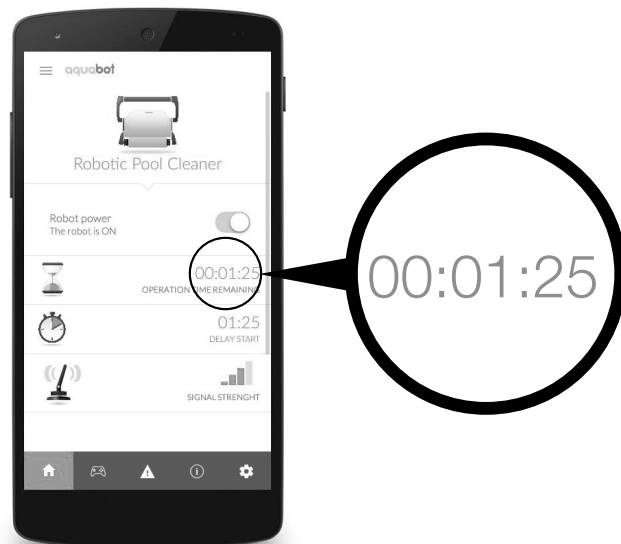 aquabot
Robotic Pool Cleaner
Robot power
The robot is ON
00:01:25
OPERATION TIME REMAINING
01:25
DELAY START
SIGNAL STRENGHT
00:01:25